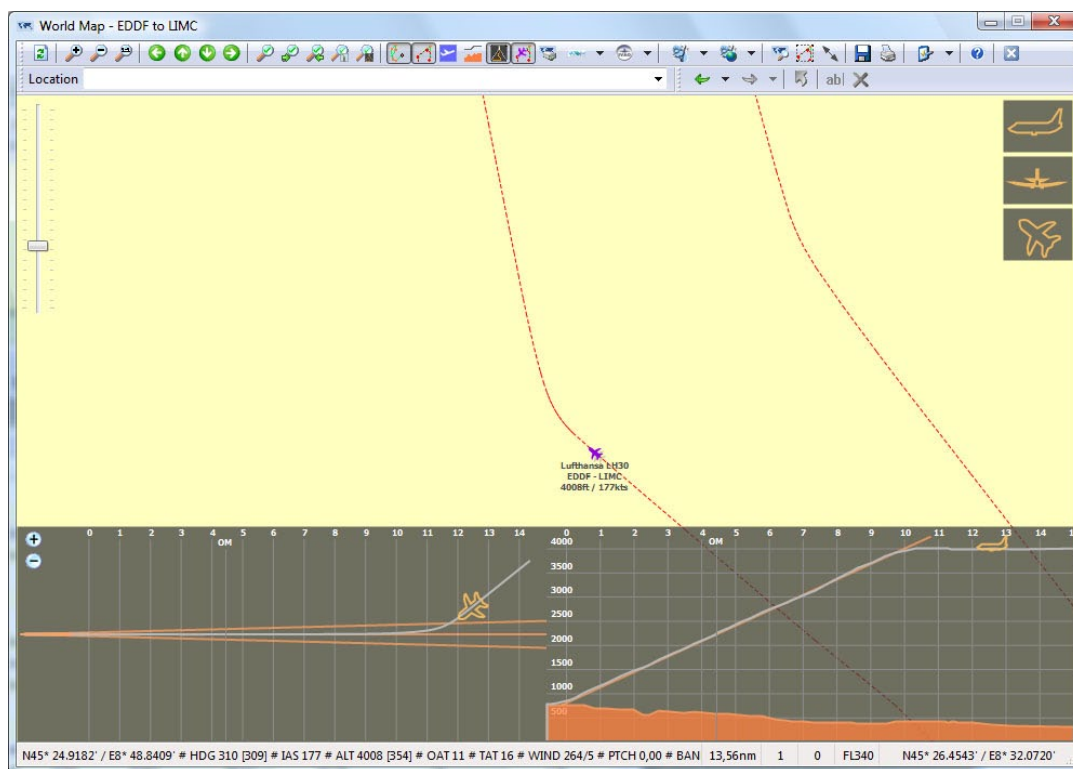 World Map - EDDF to LIMC
Location
abl
Lufthansa LH30
EDDF - LIMC
4008ft / 177kts
0 1 2 3 4 5 6 7 8 9 10 11 12 13 14
OM
0 1 2 3 4 5 6 7 8 9 10 11 12 13 14
OM
4000
3500
3000
2500
2000
1500
1000
500
N45* 24.9182' / E8* 48.8409' # HDG 310 [309] # IAS 177 # ALT 4008 [354] # OAT 11 # TAT 16 # WIND 264/5 # PTCH 0,00 # BAN 13,56nm 1 0 FL340 N45* 26.4543' / E8* 32.0720'